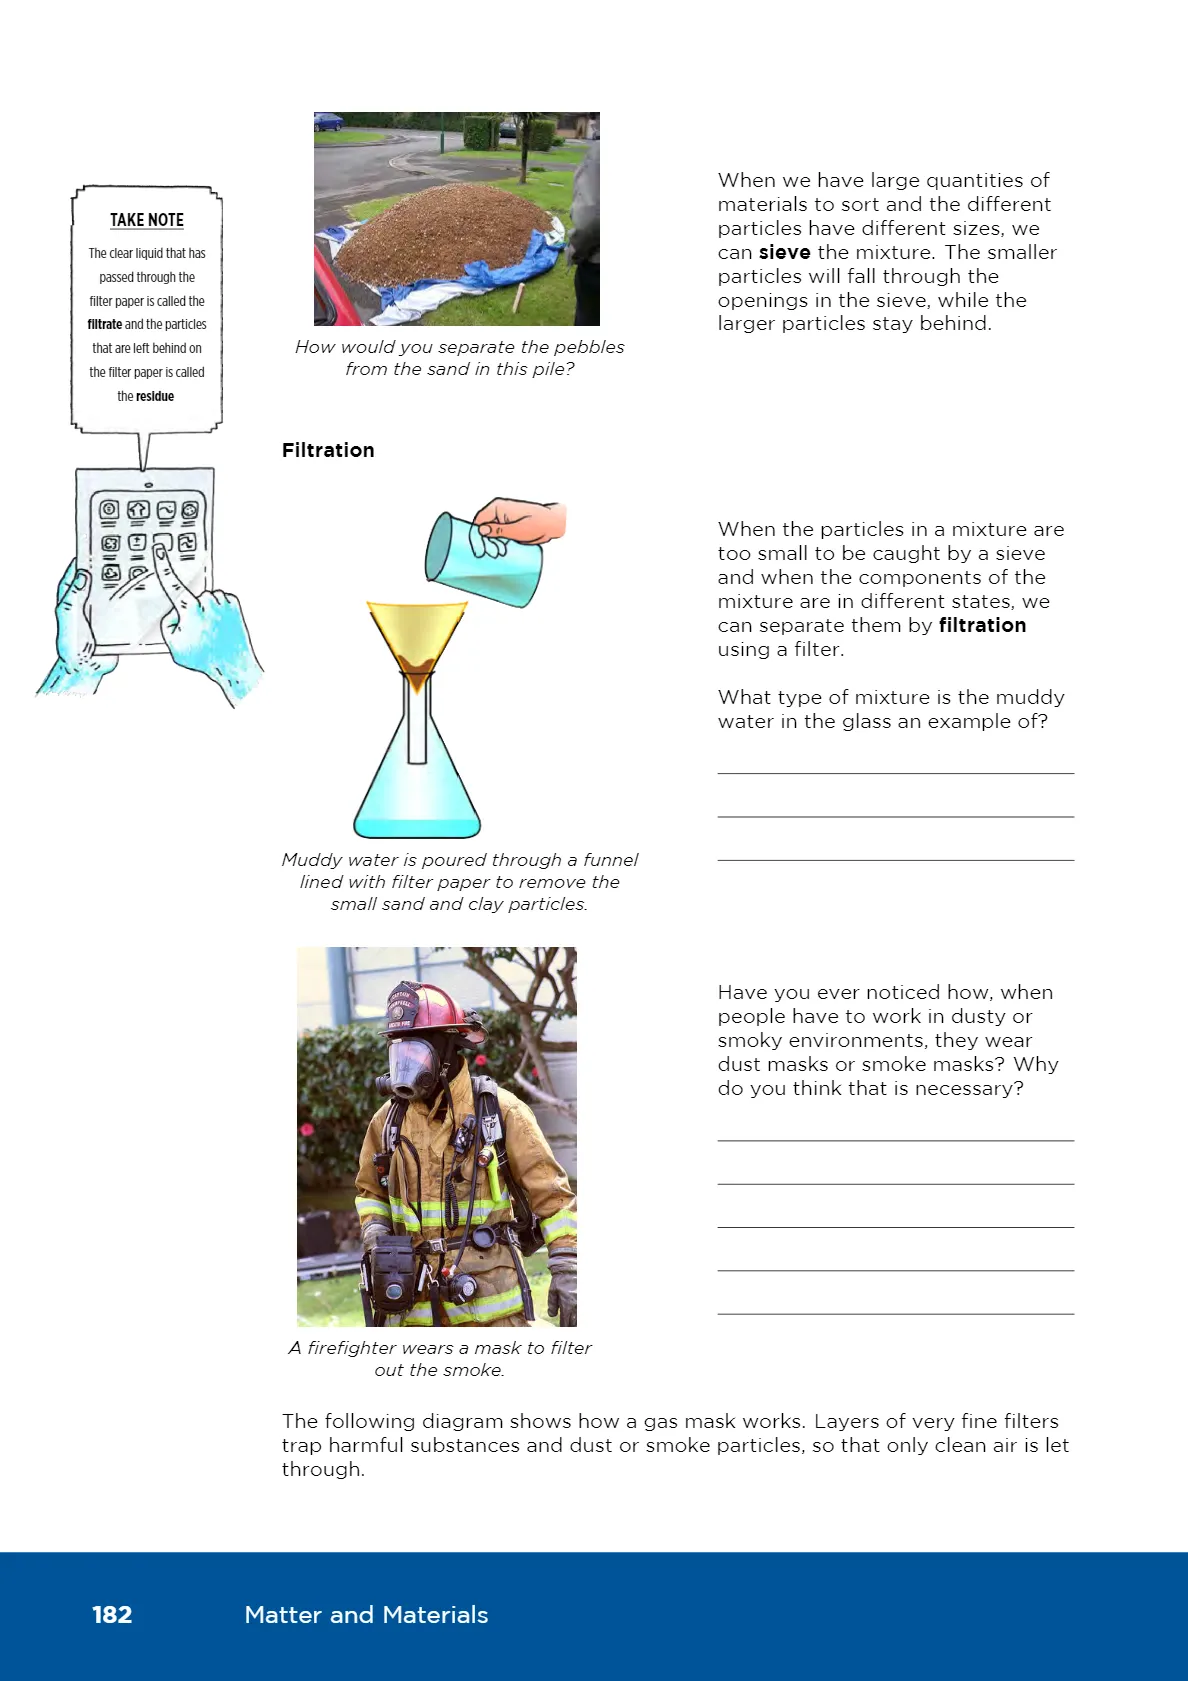 TAKE NOTE
The clear liquid that has
passed through the
filter paper is called the
filtrate and the particles
that are left behind on
the filter paper is called
the residue
How would you separate the pebbles
from the sand in this pile?
When we have large quantities of
materials to sort and the different
particles have different sizes, we
can sieve the mixture. The smaller
particles will fall through the
openings in the sieve, while the
larger particles stay behind.
Filtration
Muddy water is poured through a funnel
lined with filter paper to remove the
small sand and clay particles.
When the particles in a mixture are
too small to be caught by a sieve
and when the components of the
mixture are in different states, we
can separate them by filtration
using a filter.
What type of mixture is the muddy
water in the glass an example of?
CAPTAIN
A firefighter wears a mask to filter
out the smoke.
Have you ever noticed how, when
people have to work in dusty or
smoky environments, they wear
dust masks or smoke masks? Why
do you think that is necessary?
The following diagram shows how a gas mask works. Layers of very fine filters
trap harmful substances and dust or smoke particles, so that only clean air is let
through.
182
Matter and Materials